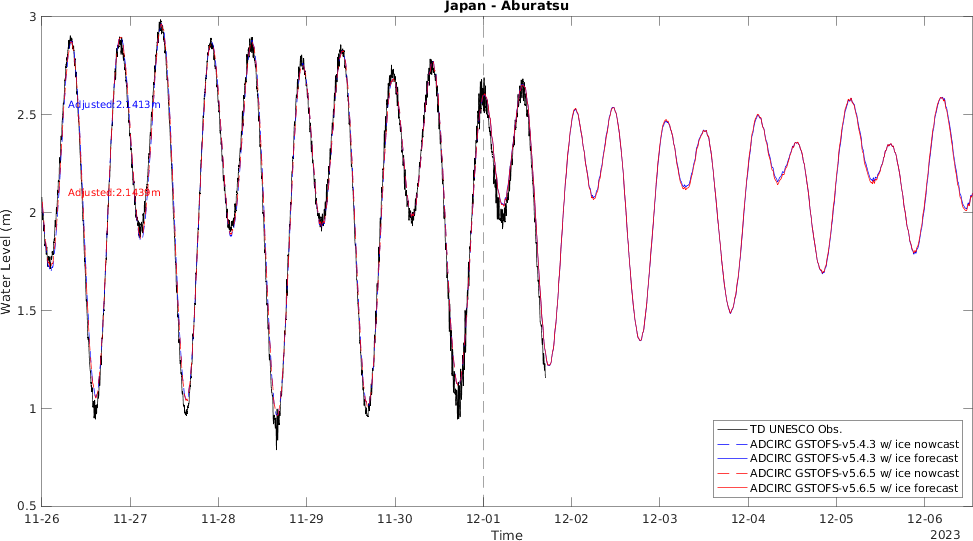 Japan - Aburatsu
Water Level (m)
3
2.5
2
1.5
1
0.5
Adjusted:2.1413m
Adjusted:2.1439m
TD UNESCO Obs.
ADCIRC GSTOFS-v5.4.3 w/ ice nowcast
ADCIRC GSTOFS-v5.4.3 w/ ice forecast
ADCIRC GSTOFS-v5.6.5 w/ ice nowcast
ADCIRC GSTOFS-v5.6.5 w/ ice forecast
11-26 11-27 11-28 11-29 11-30 12-01 12-02 12-03 12-04 12-05 12-06
Time
2023